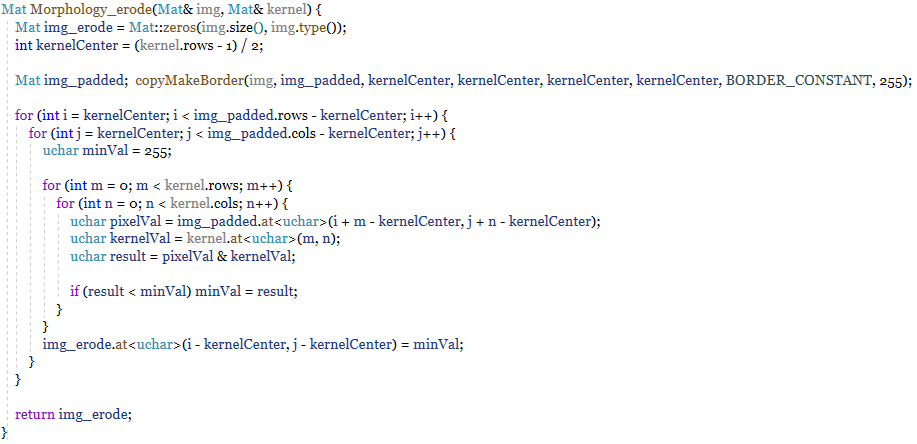 Mat Morphology_erode(Mat& img, Mat& kernel) {
Mat img_erode = Mat::zeros(img.size(), img.type());
int kernelCenter = (kernel.rows - 1) / 2;
Mat img_padded;  copyMakeBorder(img, img_padded, kernelCenter, kernelCenter, kernelCenter, kernelCenter, BORDER_CONSTANT, 255);
for (int i = kernelCenter; i < img_padded.rows - kernelCenter; i++) {
for (int j = kernelCenter; j < img_padded.cols - kernelCenter; j++) {
uchar minVal = 255;
for (int m = 0; m < kernel.rows; m++) {
for (int n = 0; n < kernel.cols; n++) {
uchar pixelVal = img_padded.at<uchar>(i + m - kernelCenter, j + n - kernelCenter);
uchar kernelVal = kernel.at<uchar>(m, n);
uchar result = pixelVal & kernelVal;
if (result < minVal) minVal = result;
}
}
img_erode.at<uchar>(i - kernelCenter, j - kernelCenter) = minVal;
}
}
return img_erode;
}